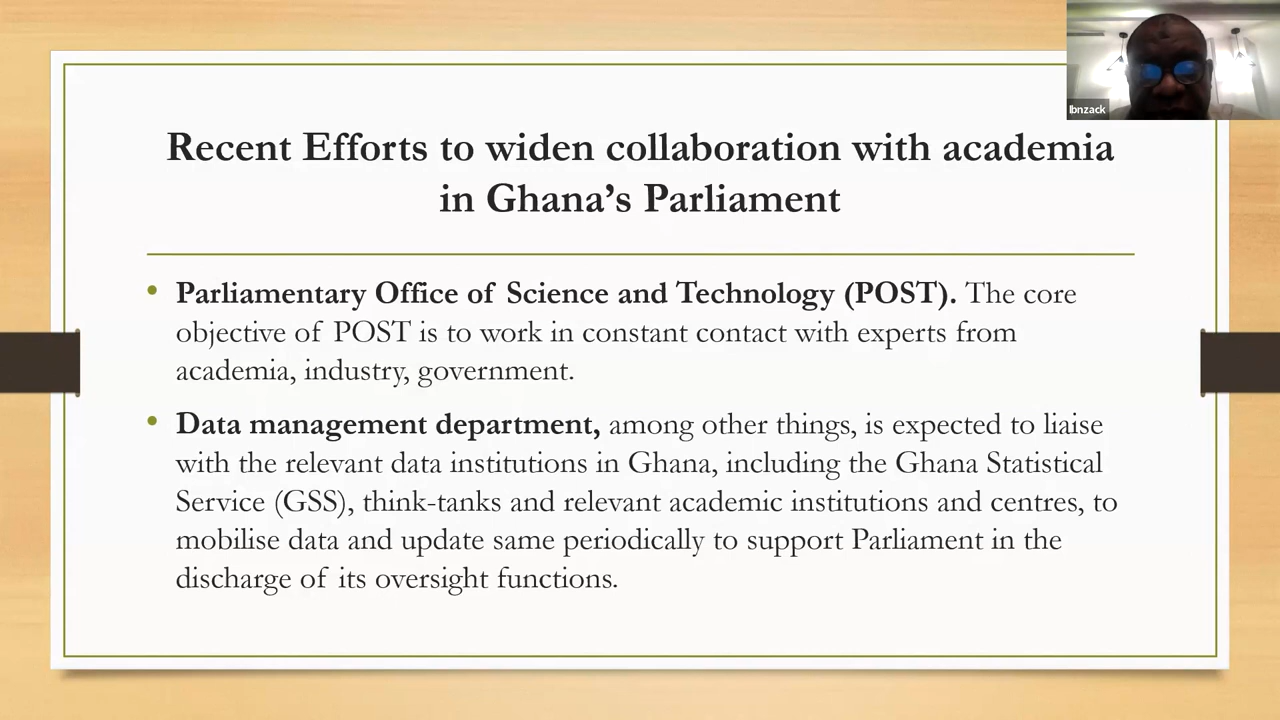 Ibnzack
Recent Efforts to widen collaboration with academia
in Ghana’s Parliament
• Parliamentary Office of Science and Technology (POST). The core
objective of POST is to work in constant contact with experts from
academia, industry, government.
• Data management department, among other things, is expected to liaise
with the relevant data institutions in Ghana, including the Ghana Statistical
Service (GSS), think-tanks and relevant academic institutions and centres, to
mobilise data and update same periodically to support Parliament in the
discharge of its oversight functions.